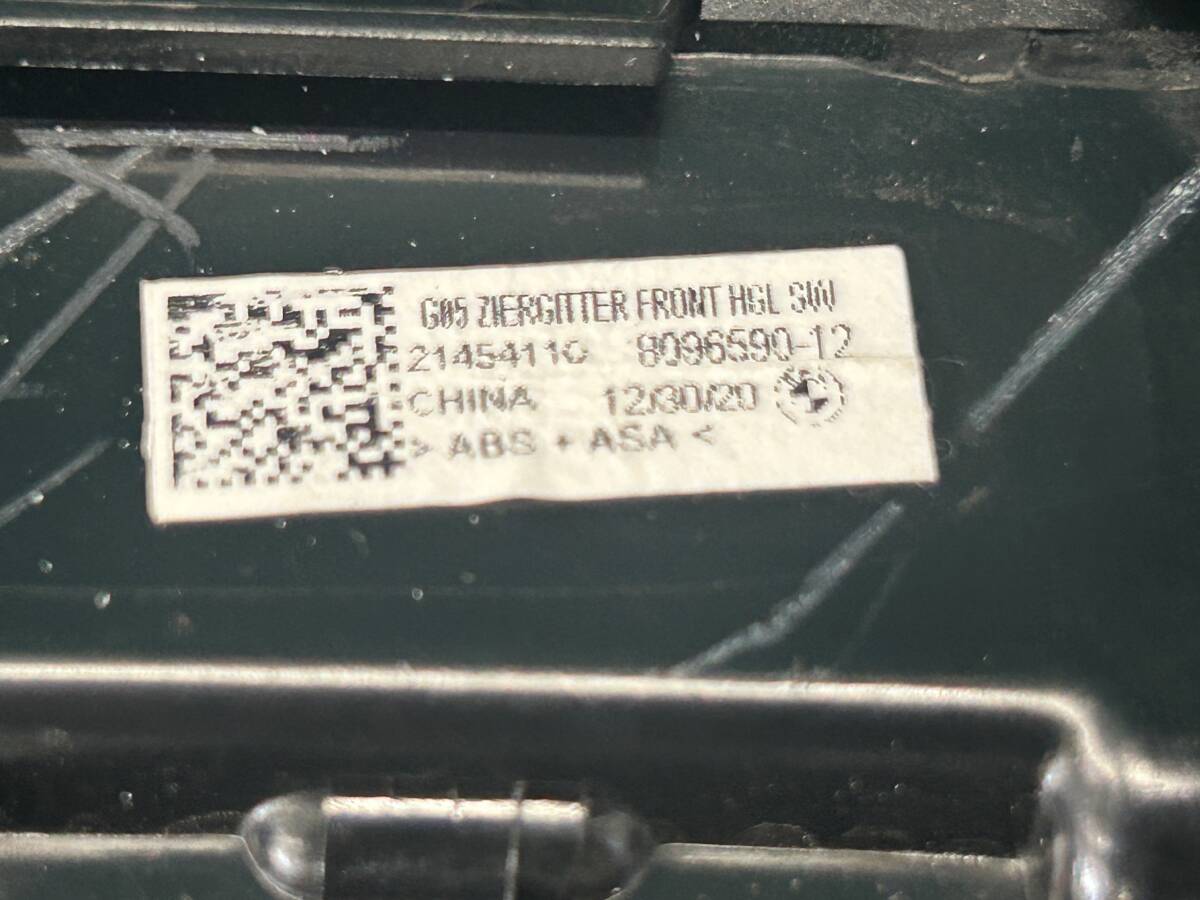 G05 ZIERGITTER FRONT HGL SW
21454110 8096590-12
CHINA 12/30/20
> ABS + ASA <